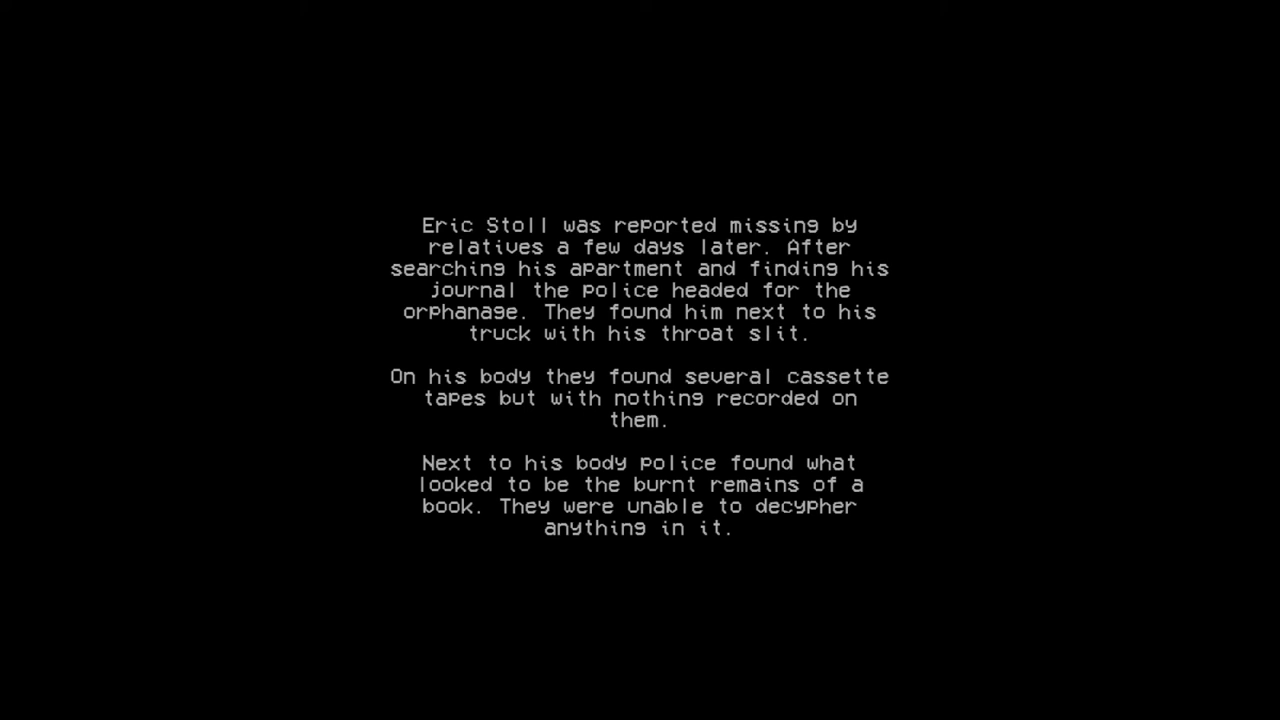 Eric Stoll was reported missing by
relatives a few days later. After
searching his apartment and finding his
journal the police headed for the
orphanage. They found him next to his
truck with his throat slit.
On his body they found several cassette
tapes but with nothing recorded on
them.
Next to his body police found what
looked to be the burnt remains of a
book. They were unable to decypher
anything in it.